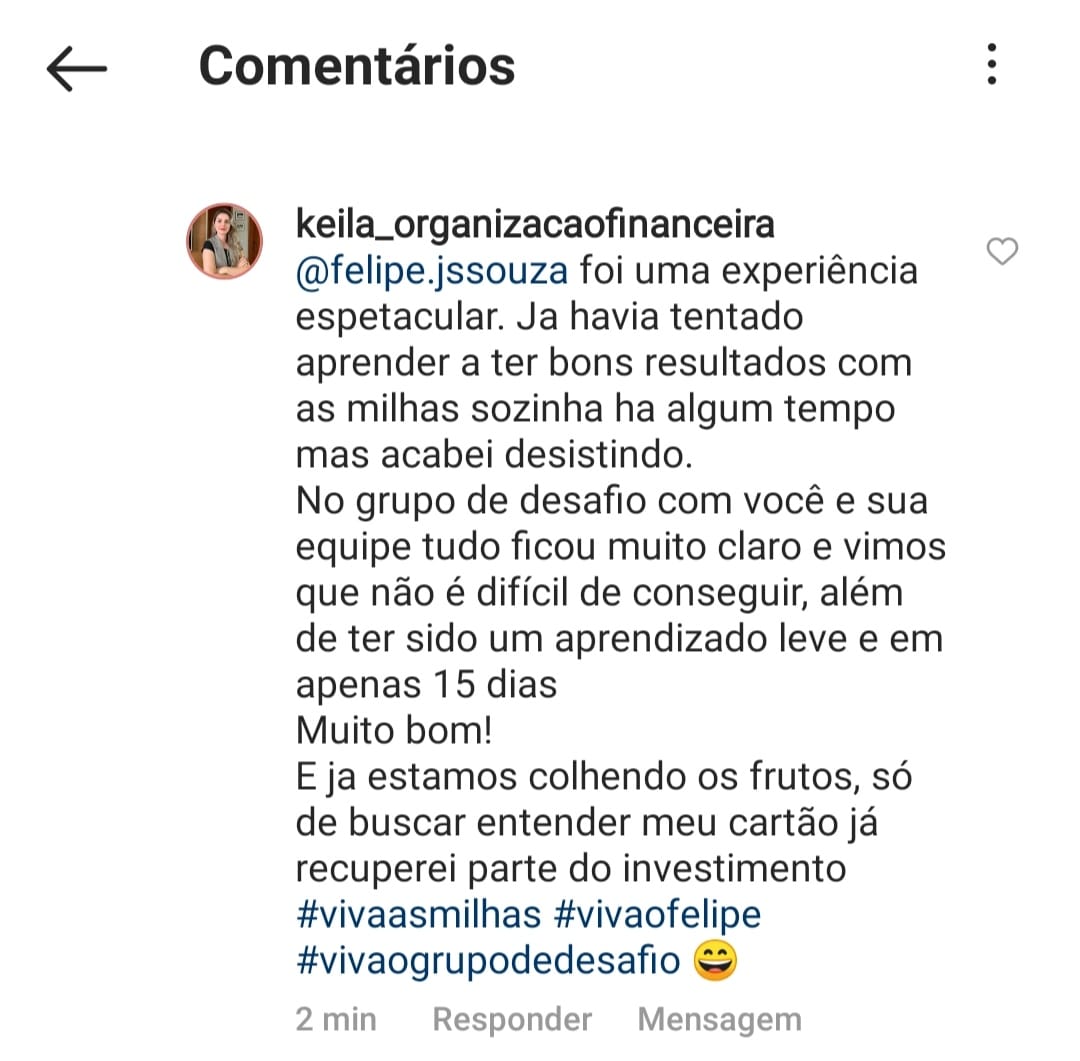 Comentários
keila_organizacaofinanceira
@felipe.jssouza foi uma experiência
espetacular. Ja havia tentado
aprender a ter bons resultados com
as milhas sozinha ha algum tempo
mas acabei desistindo.
No grupo de desafio com você e sua
equipe tudo ficou muito claro e vimos
que não é difícil de conseguir, além
de ter sido um aprendizado leve e em
apenas 15 dias
Muito bom!
E ja estamos colhendo os frutos, só
de buscar entender meu cartão já
recuperei parte do investimento
#vivaasmilhas #vivaofelipe
#vivaogrupodedesafio 😄
2 min Responder Mensagem